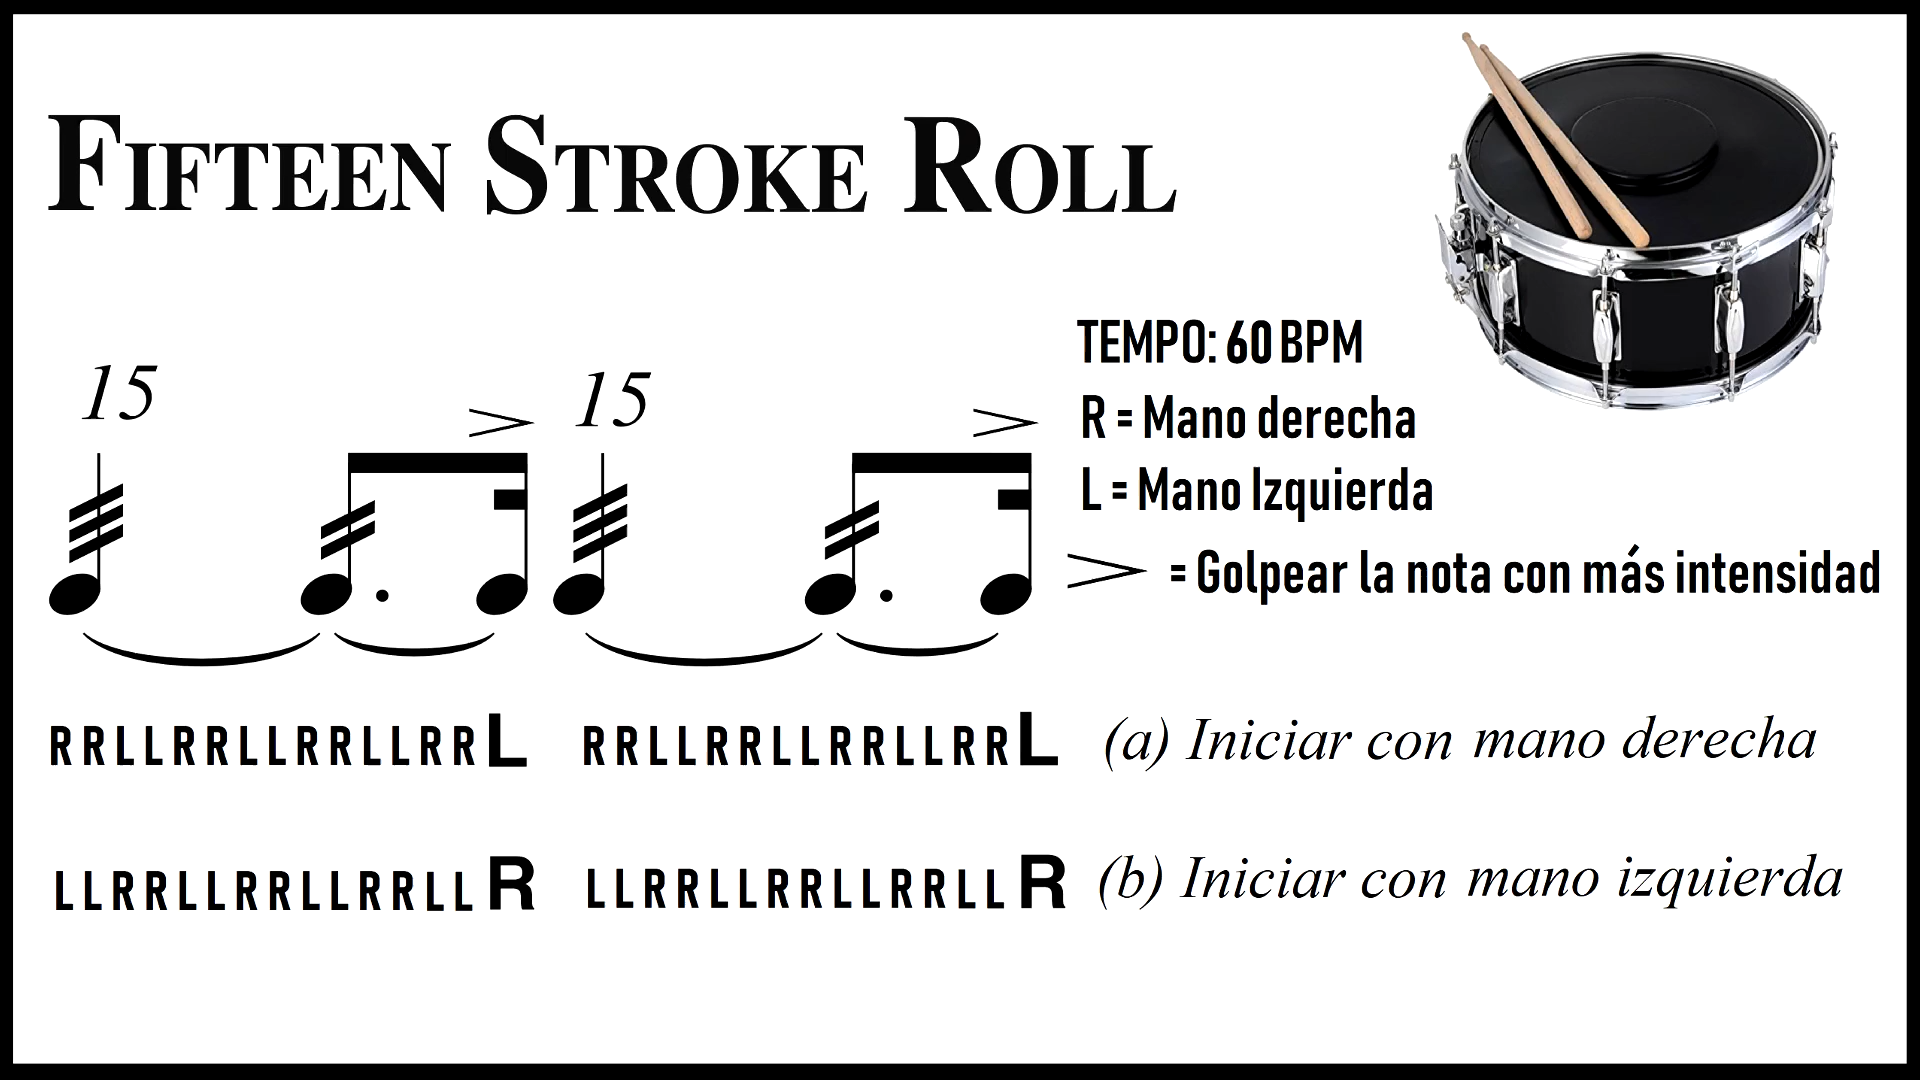 FIFTEEN STROKE ROLL
TEMPO: 60 BPM
R = Mano derecha
L = Mano Izquierda
> = Golpear la nota con más intensidad
15 15
RRLLRRLLRRLLRRL RRLLRRLLRRLLRRL (a) Iniciar con mano derecha
LLRRLLRRLLRRLLR LLRRLLRRLLRRLLR (b) Iniciar con mano izquierda